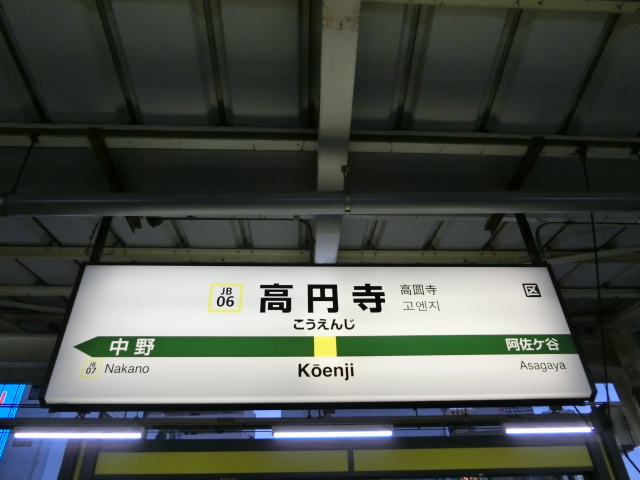 JB
06
高円寺
高圆寺
고엔지
区
こうえんじ
中野
阿佐ケ谷
JB
07
Nakano
Kōenji
Asagaya